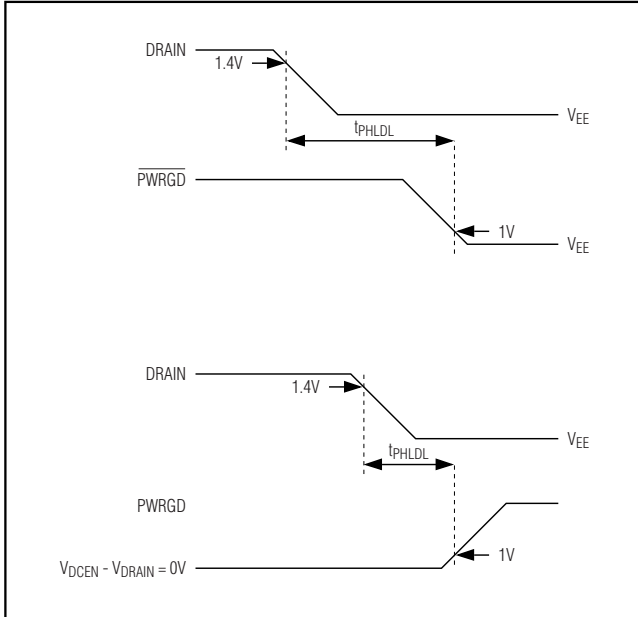 DRAIN
1.4V
VEE
tPHLDL
PWRGD
1V
VEE
DRAIN
1.4V
VEE
tPHLDL
PWRGD
1V
VDCEN - VDRAIN = 0V